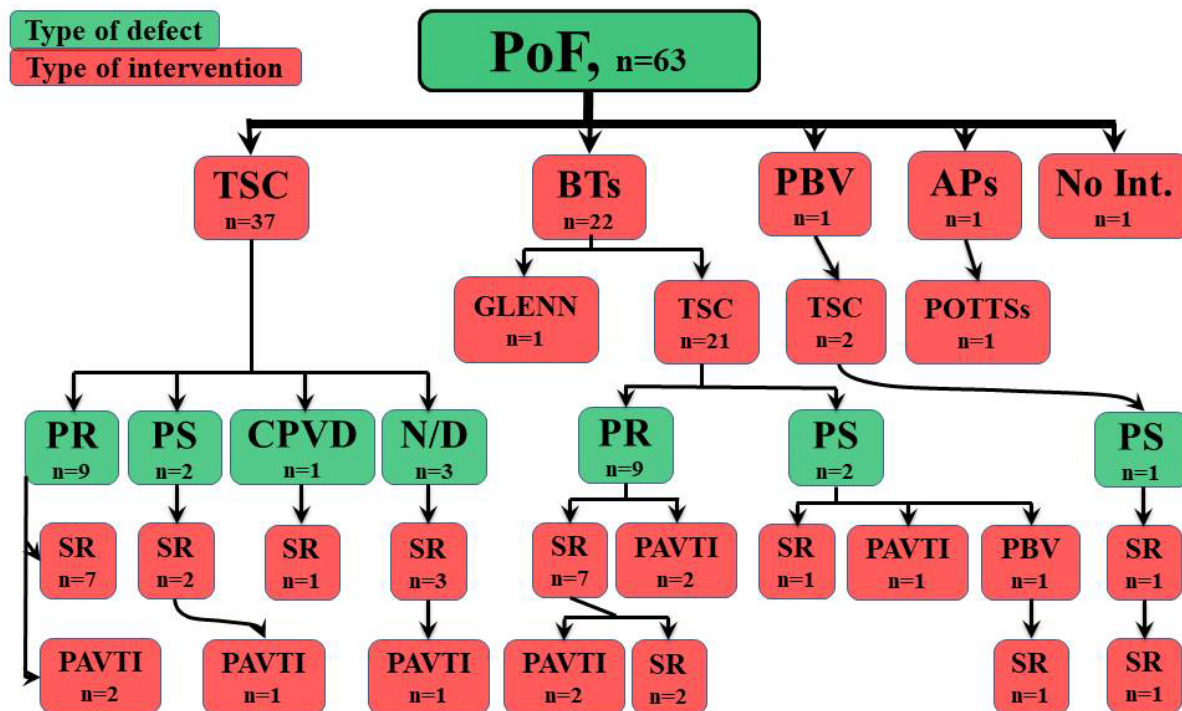 Type of defect
Type of intervention
PoF, n=63
TSC
n=37
BTs
n=22
PBV
n=1
APs
n=1
No Int.
n=1
GLENN
n=1
TSC
n=21
TSC
n=2
POTTSs
n=1
PR
n=9
PS
n=2
CPVD
n=1
N/D
n=3
PR
n=9
PS
n=2
PS
n=1
SR
n=7
SR
n=2
SR
n=1
SR
n=3
SR
n=7
PAVTI
n=2
SR
n=1
PAVTI
n=1
PBV
n=1
SR
n=1
PAVTI
n=2
PAVTI
n=1
PAVTI
n=1
PAVTI
n=2
SR
n=2
SR
n=1
SR
n=1